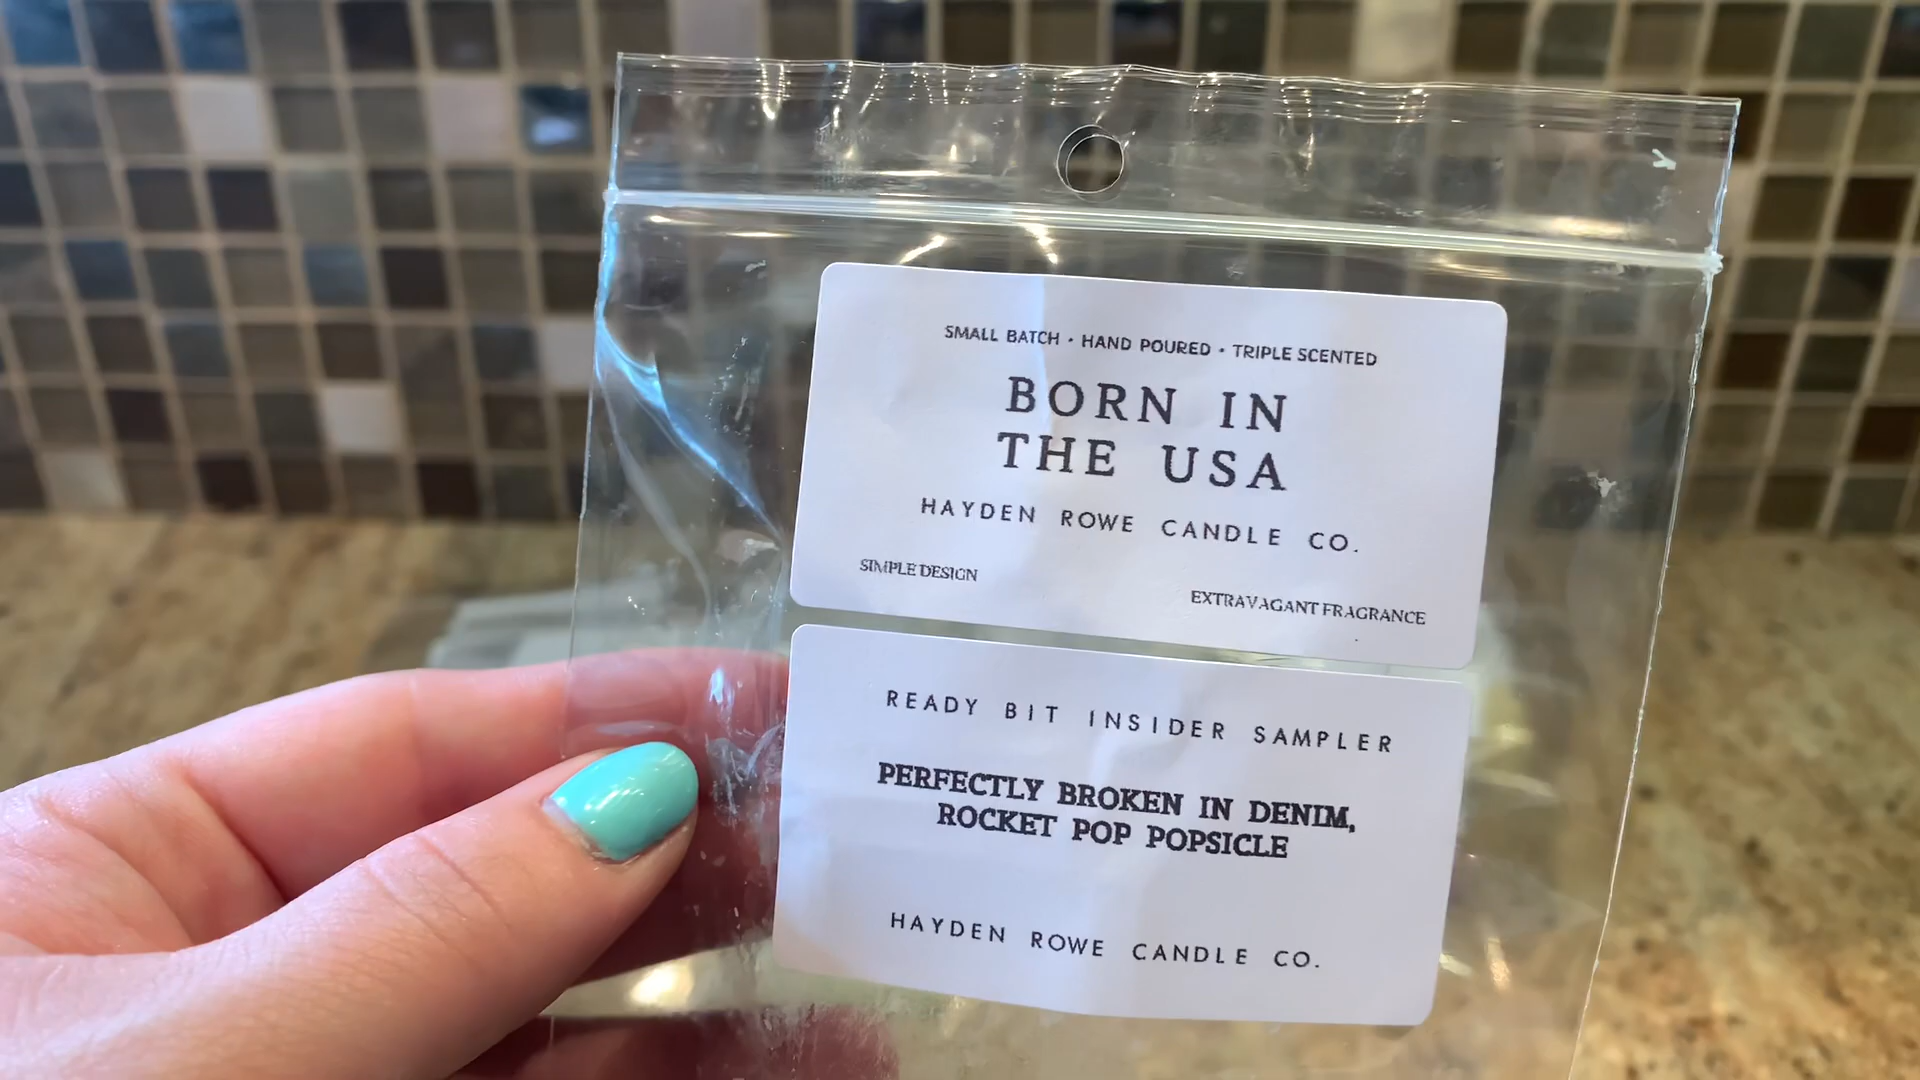 SMALL BATCH • HAND POURED • TRIPLE SCENTED
BORN IN
THE USA
HAYDEN ROWE CANDLE CO.
SIMPLE DESIGN
EXTRAVAGANT FRAGRANCE
READY BIT INSIDER SAMPLER
PERFECTLY BROKEN IN DENIM,
ROCKET POP POPSICLE
HAYDEN ROWE CANDLE CO.